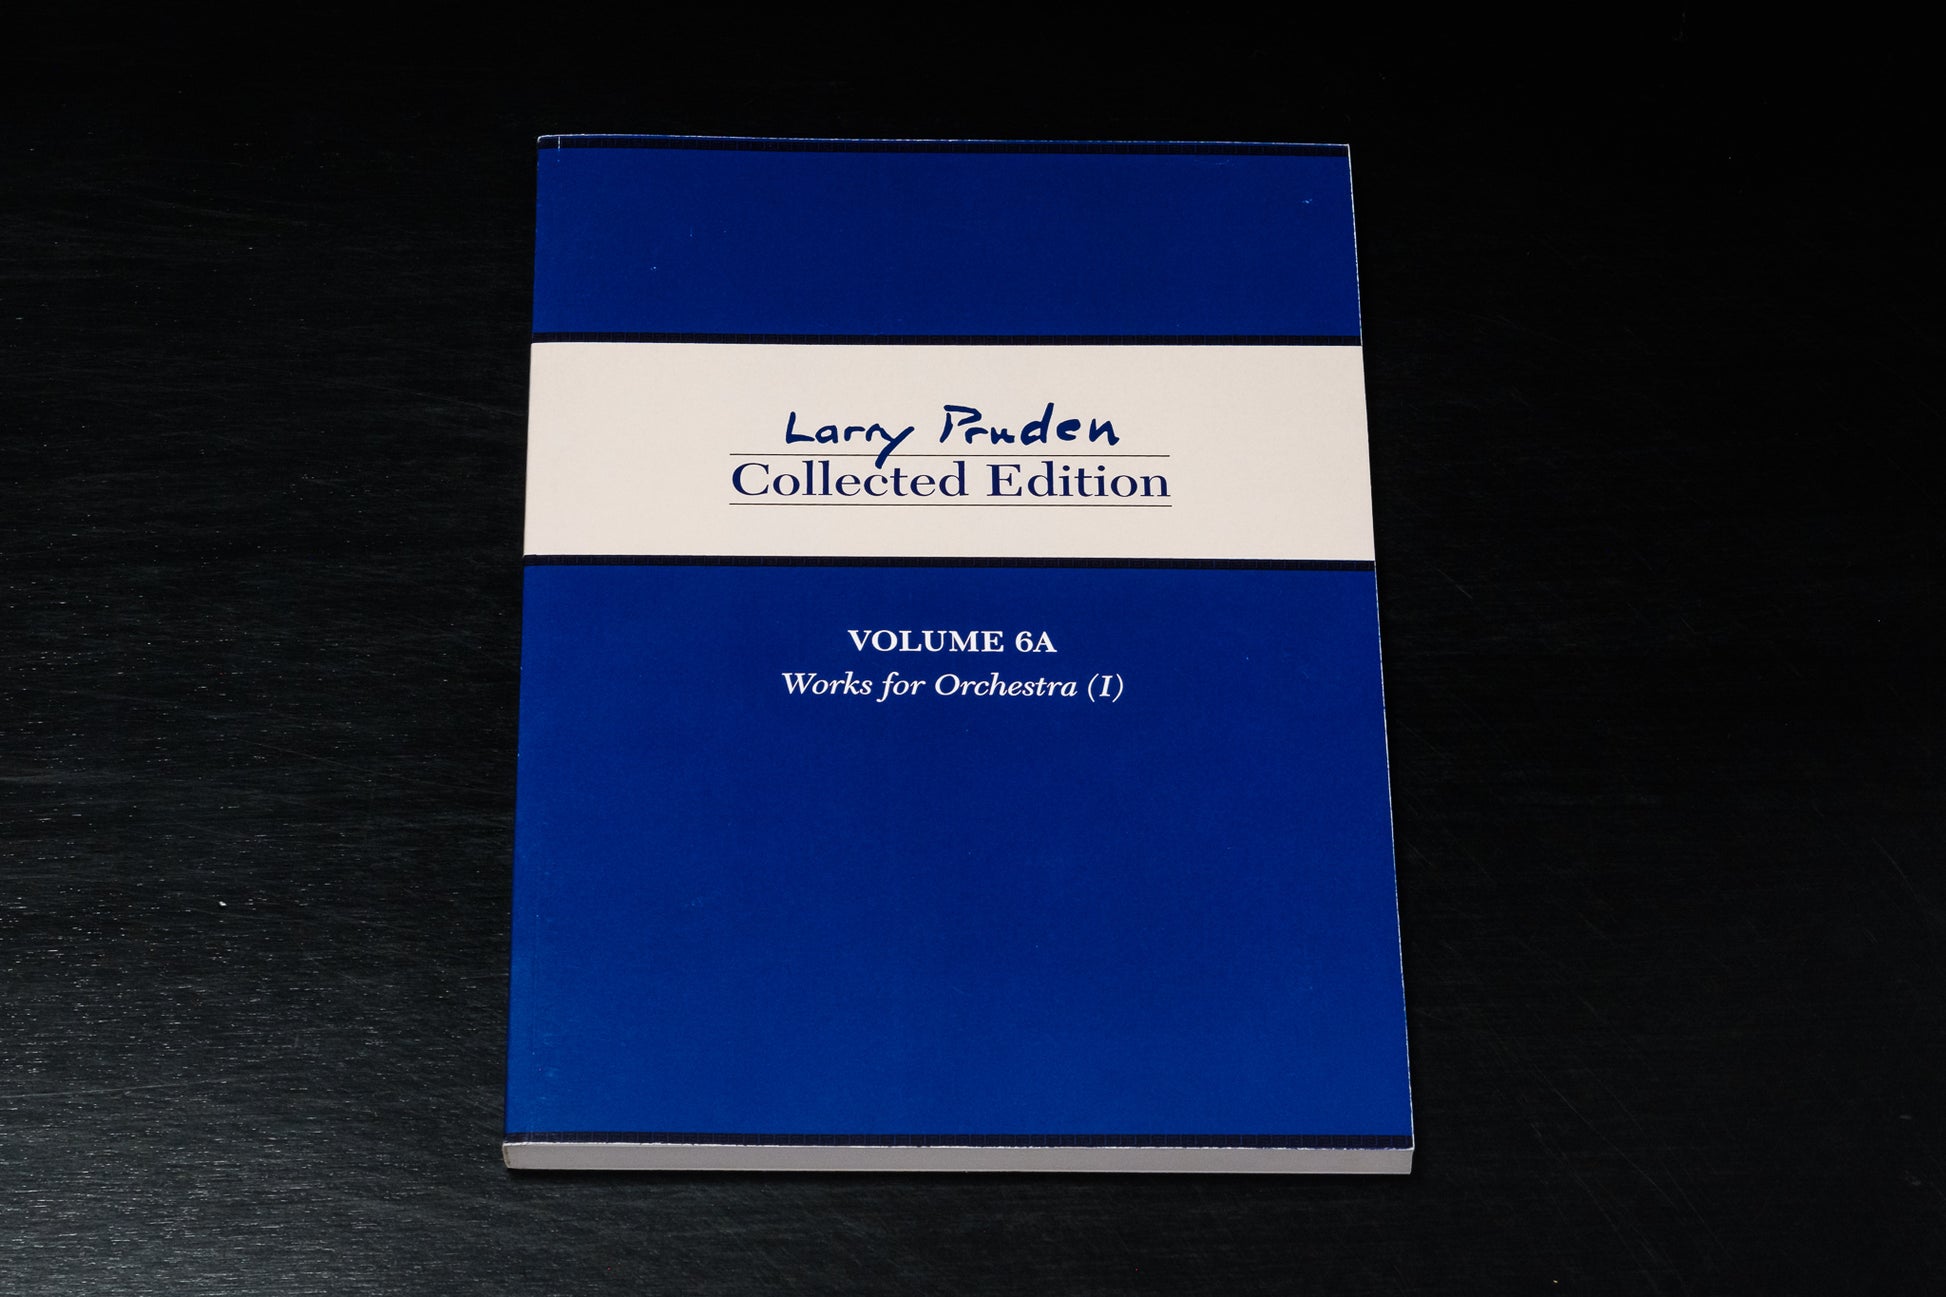 Larry Pruden
Collected Edition
VOLUME 6A
Works for Orchestra (I)